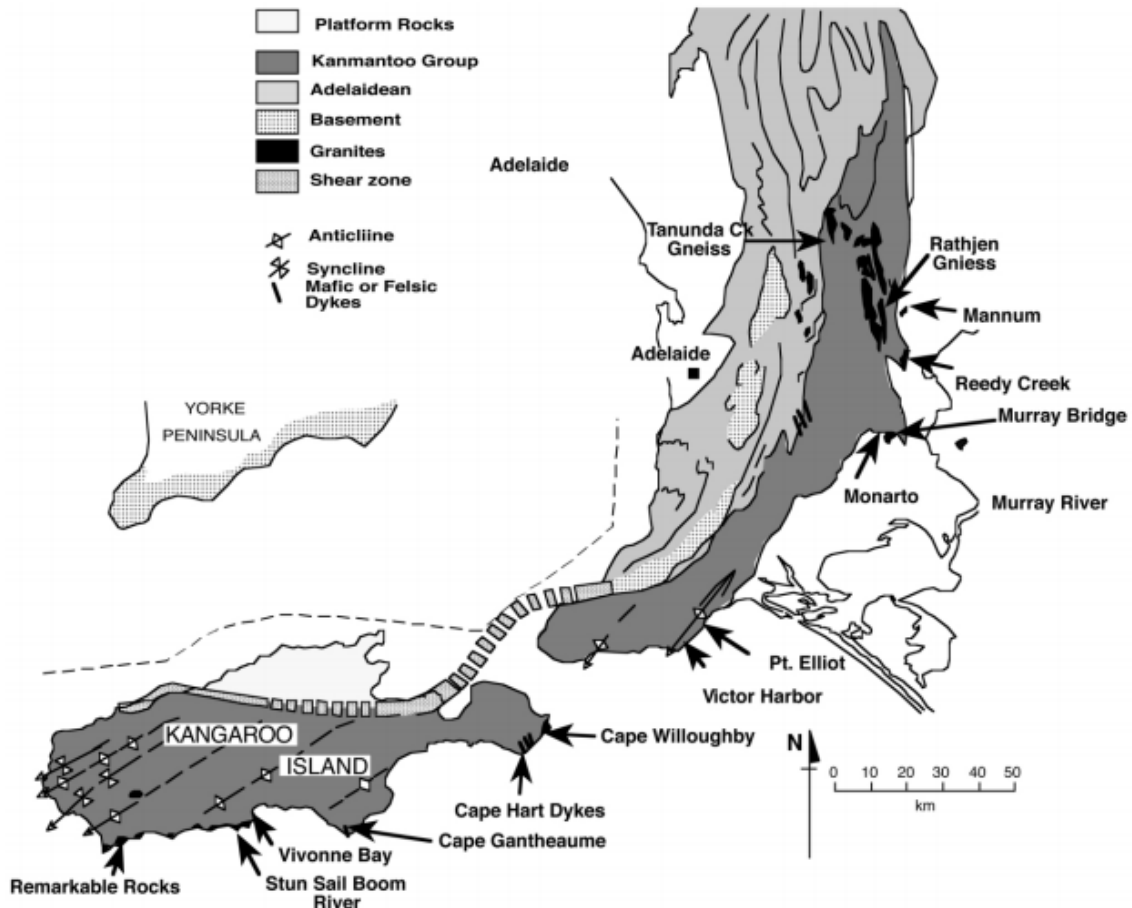 Platform Rocks
Kanmantoo Group
Adelaidean
Basement
Granites
Shear zone
Anticliine
Syncline
Mafic or Felsic
Dykes
Adelaide
Tanunda Ck
Gneiss
Rathjen
Gniess
Mannum
Adelaide
Reedy Creek
Murray Bridge
Monarto
Murray River
YORKE
PENINSULA
Pt. Elliot
Victor Harbor
Cape Willoughby
KANGAROO
ISLAND
Cape Hart Dykes
Cape Gantheaume
Vivonne Bay
Stun Sail Boom
River
Remarkable Rocks
N
0 10 20 30 40 50
km